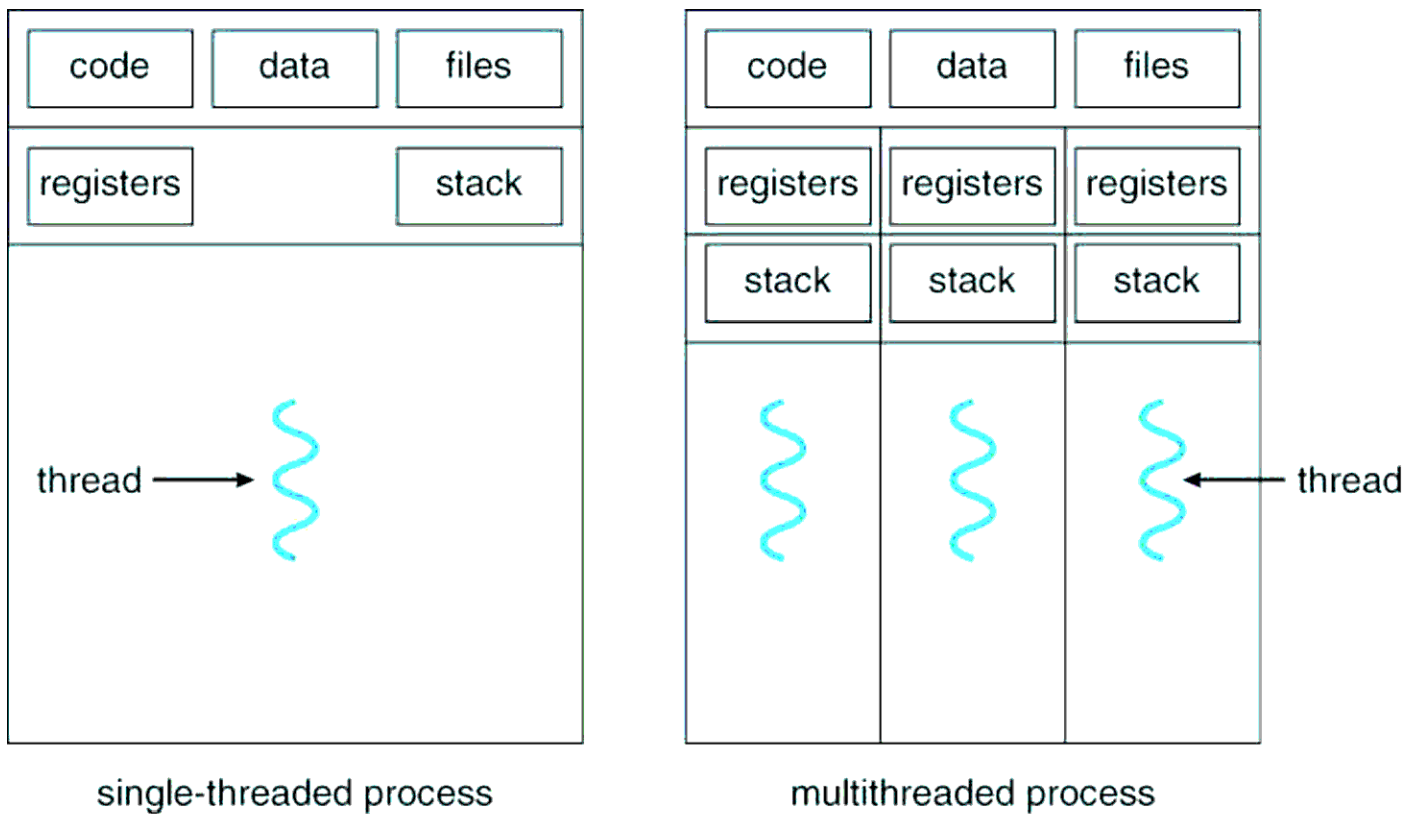 code data files
registers stack
thread
single-threaded process
code data files
registers registers registers
stack stack stack
thread
multithreaded process